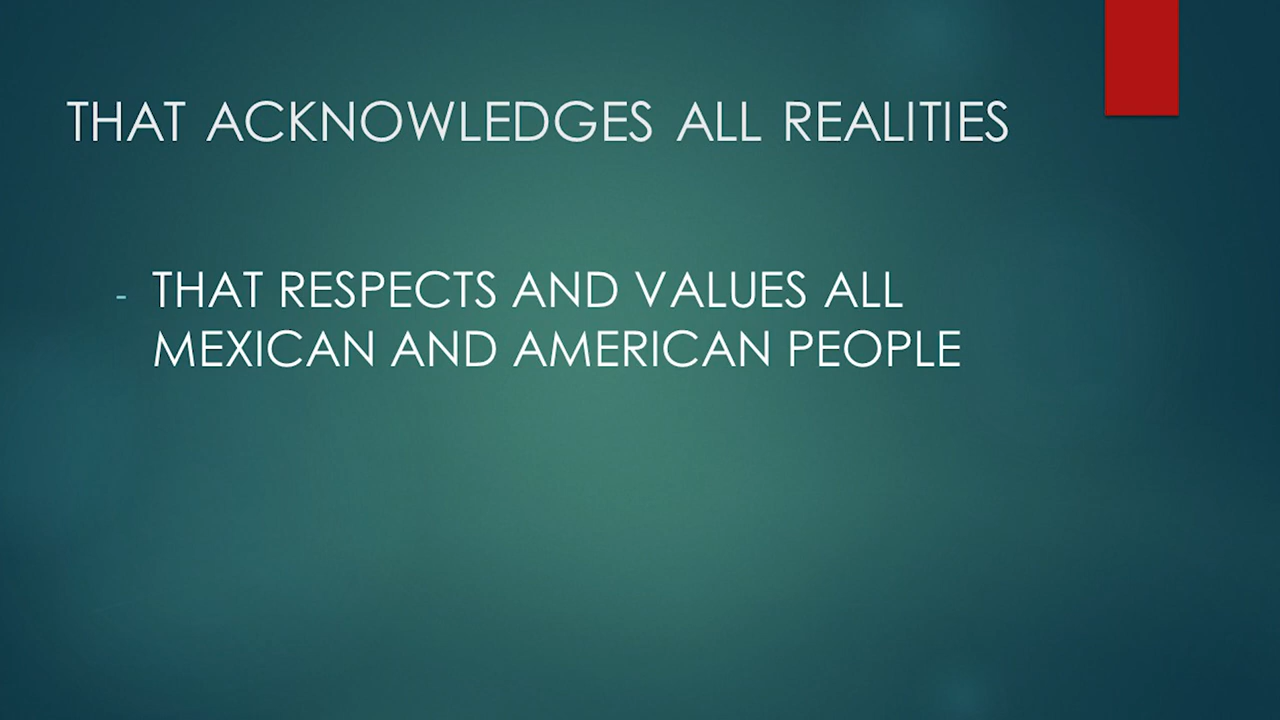 THAT ACKNOWLEDGES ALL REALITIES
- THAT RESPECTS AND VALUES ALL
MEXICAN AND AMERICAN PEOPLE